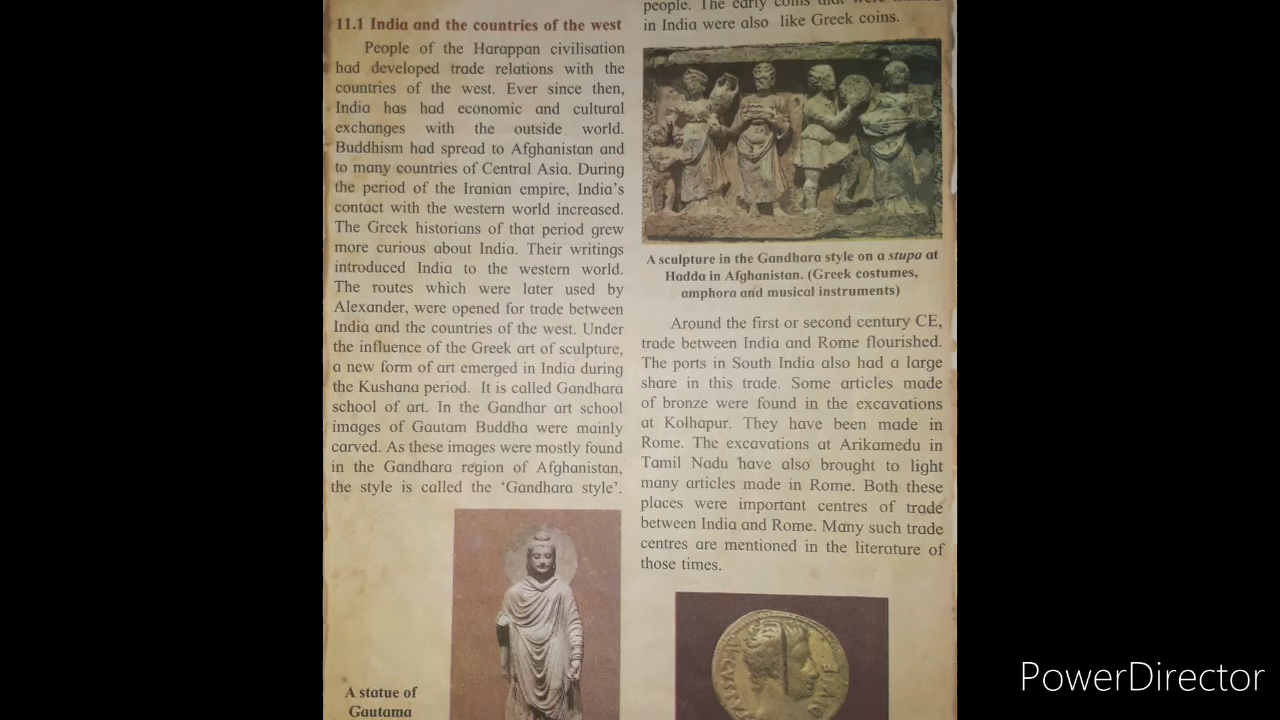 11.1 India and the countries of the west
People of the Harappan civilisation
had developed trade relations with the
countries of the west. Ever since then,
India has had economic and cultural
exchanges with the outside world.
Buddhism had spread to Afghanistan and
to many countries of Central Asia. During
the period of the Iranian empire, India's
contact with the western world increased.
The Greek historians of that period grew
more curious about India. Their writings
introduced India to the western world.
The routes which were later used by
Alexander, were opened for trade between
India and the countries of the west. Under
the influence of the Greek art of sculpture,
a new form of art emerged in India during
the Kushana period. It is called Gandhara
school of art. In the Gandhar art school
images of Gautam Buddha were mainly
carved. As these images were mostly found
in the Gandhara region of Afghanistan,
the style is called the 'Gandhara style'.
A statue of
Gautama
people. The early coins that were
in India were also like Greek coins.
A sculpture in the Gandhara style on a stupa at
Hadda in Afghanistan. (Greek costumes,
amphora and musical instruments)
Around the first or second century CE,
trade between India and Rome flourished.
The ports in South India also had a large
share in this trade. Some articles made
of bronze were found in the excavations
at Kolhapur. They have been made in
Rome. The excavations at Arikamedu in
Tamil Nadu have also brought to light
many articles made in Rome. Both these
places were important centres of trade
between India and Rome. Many such trade
centres are mentioned in the literature of
those times.
PowerDirector